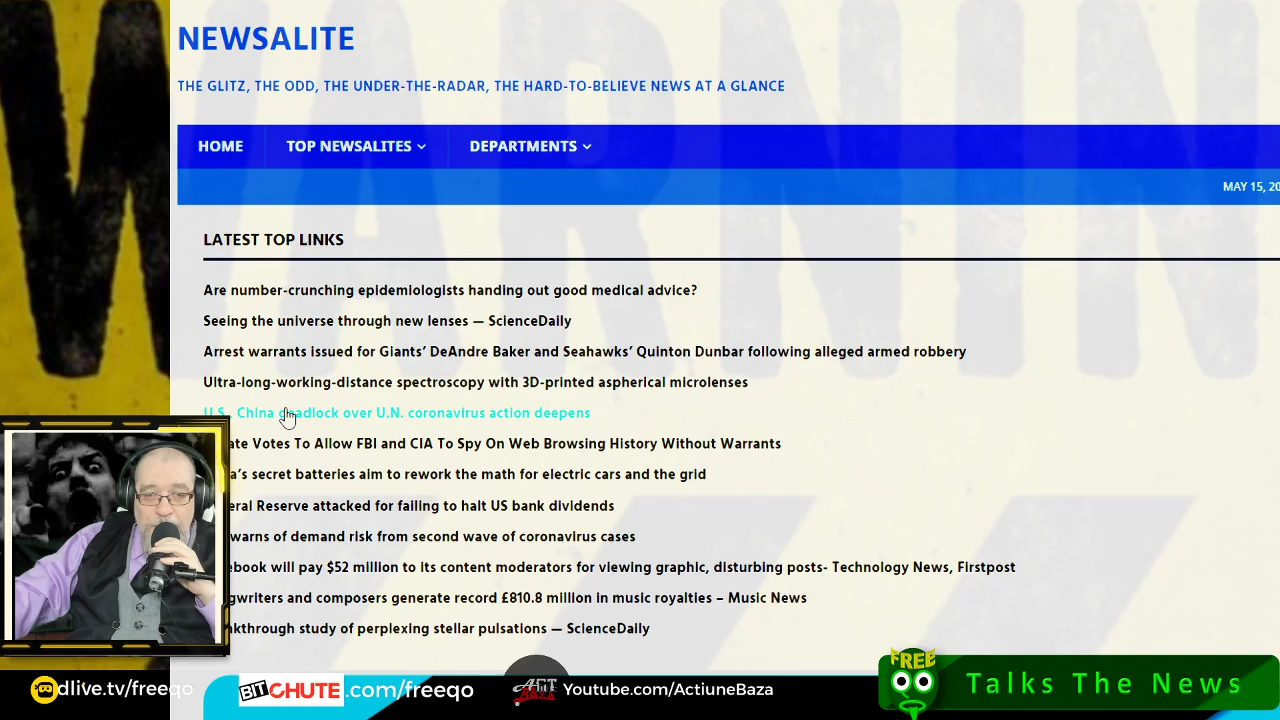 WARNIN
NEWSALITE
THE GLITZ, THE ODD, THE UNDER-THE-RADAR, THE HARD-TO-BELIEVE NEWS AT A GLANCE
HOME TOP NEWSALITES DEPARTMENTS
MAY 15, 20
LATEST TOP LINKS
Are number-crunching epidemiologists handing out good medical advice?
Seeing the universe through new lenses — ScienceDaily
Arrest warrants issued for Giants’ DeAndre Baker and Seahawks’ Quinton Dunbar following alleged armed robbery
Ultra-long-working-distance spectroscopy with 3D-printed aspherical microlenses
China deadlock over U.N. coronavirus action deepens
ate Votes To Allow FBI and CIA To Spy On Web Browsing History Without Warrants
a’s secret batteries aim to rework the math for electric cars and the grid
eral Reserve attacked for failing to halt US bank dividends
warns of demand risk from second wave of coronavirus cases
ebook will pay $52 million to its content moderators for viewing graphic, disturbing posts- Technology News, Firstpost
gwriters and composers generate record £810.8 million in music royalties – Music News
kthrough study of perplexing stellar pulsations — ScienceDaily
dlive.tv/freeqo
BITCHUTE.com/freeqo
Youtube.com/ActiuneBaza
FREE
Talks The News